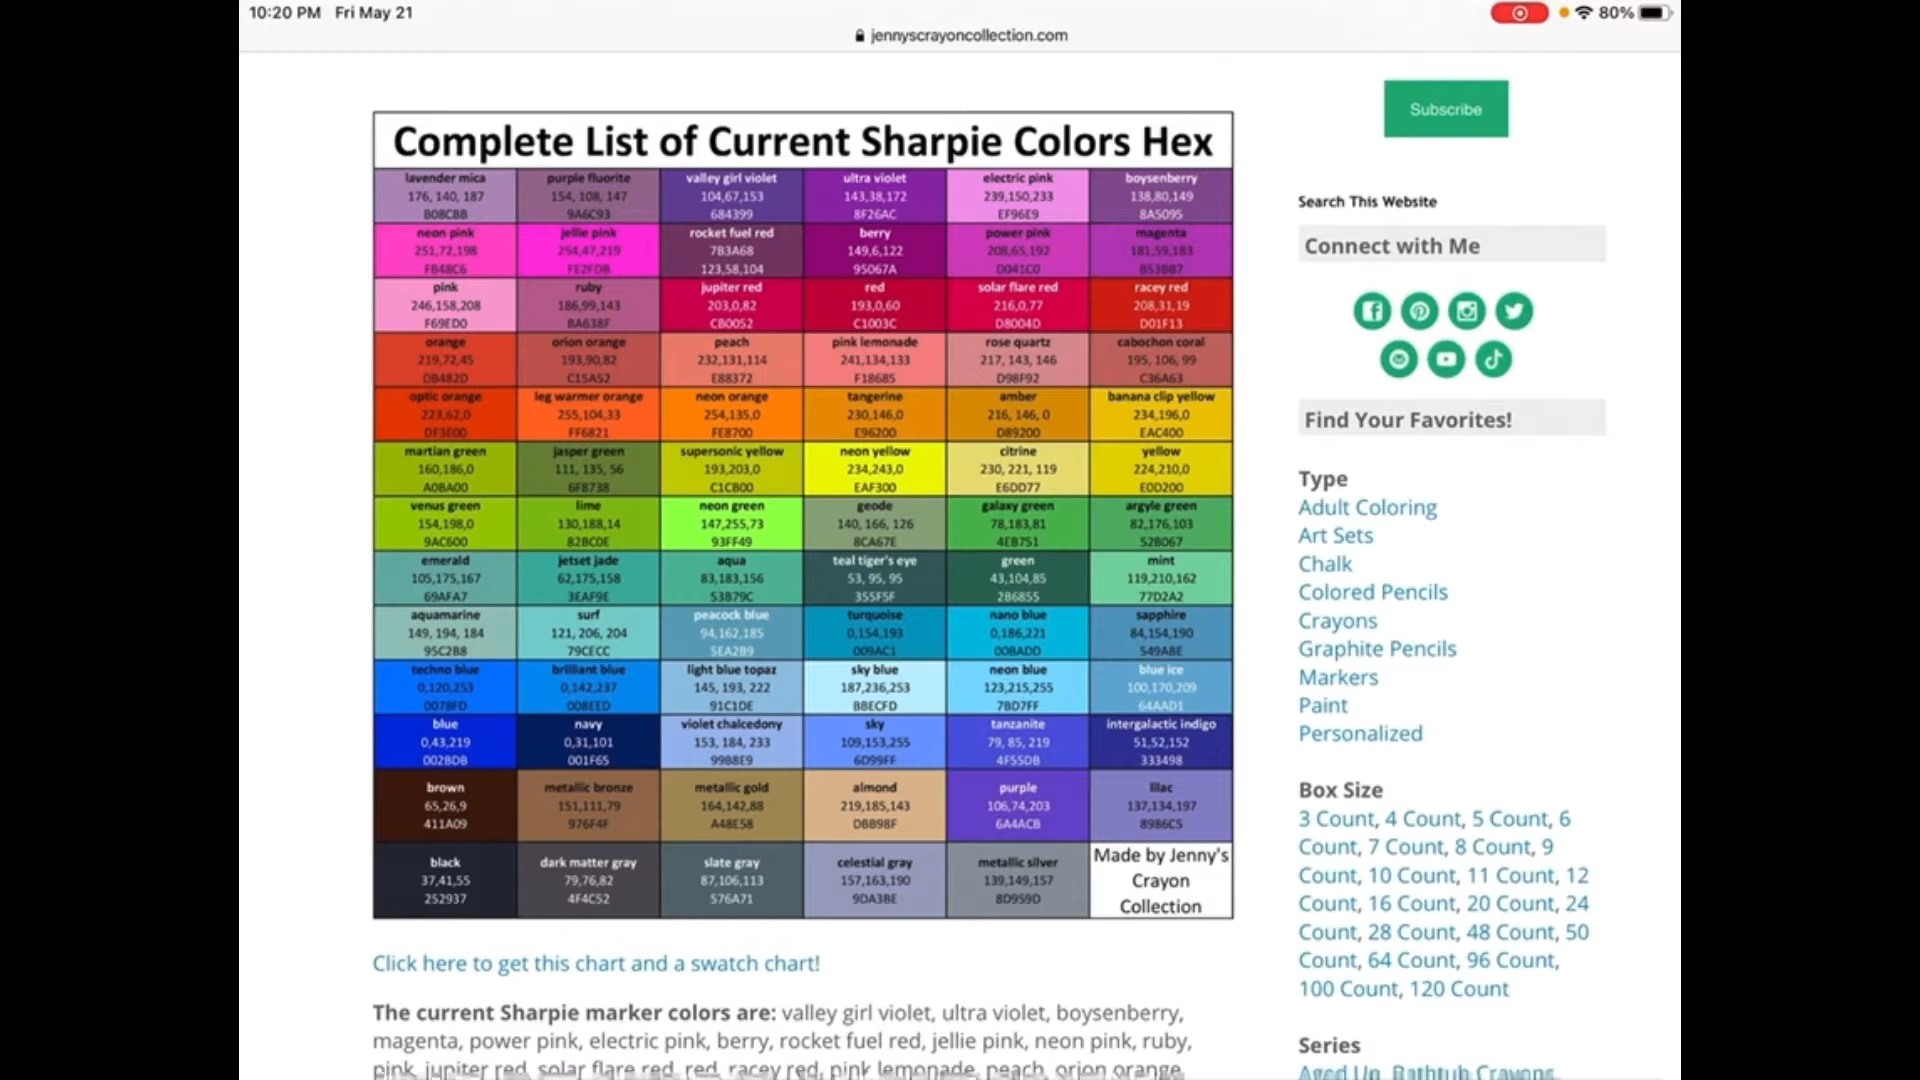 10:20 PM Fri May 21
80%
jennyscrayoncollection.com
Subscribe
Complete List of Current Sharpie Colors Hex
lavender mica purple fluorite valley girl violet ultra violet electric pink boysenberry
176, 140, 187 154, 108, 147 104,67,153 143,38,172 239,150,233 138,80,149
B08CBB 9A6C93 684399 8F26AC EF96E9 8A5095
neon pink jellie pink rocket fuel red berry power pink magenta
251,72,198 254,47,219 7B3A68 149,6,122 208,65,192 181,59,183
FB48C6 FE2FDB 123,58,104 95067A D041C0 B53BB7
pink ruby jupiter red red solar flare red racey red
246,158,208 186,99,143 203,0,82 193,0,60 216,0,77 208,31,19
F69ED0 BA638F CB0052 C1003C D8004D D01F13
orange orion orange peach pink lemonade rose quartz cabochon coral
219,72,45 193,90,82 232,131,114 241,134,133 217, 143, 146 195, 106, 99
DB482D C15A52 E88372 F18685 D98F92 C36A63
optic orange leg warmer orange neon orange tangerine amber banana clip yellow
223,62,0 255,104,33 254,135,0 230,146,0 216, 146, 0 234,196,0
DF3E00 FF6821 FE8700 E96200 D89200 EAC400
martian green jasper green supersonic yellow neon yellow citrine yellow
160,186,0 111, 135, 56 193,203,0 234,243,0 230, 221, 119 224,210,0
A0BA00 6F8738 C1CB00 EAF300 E6DD77 E0D200
venus green lime neon green geode galaxy green argyle green
154,198,0 130,188,14 147,255,73 140, 166, 126 78,183,81 82,176,103
9AC600 82BC0E 93FF49 8CA67E 4EB751 52B067
emerald jetset jade aqua teal tiger's eye green mint
105,175,167 62,175,158 83,183,156 53, 95, 95 43,104,85 119,210,162
69AFA7 3EAF9E 53B79C 355F5F 2B6855 77D2A2
aquamarine surf peacock blue turquoise nano blue sapphire
149, 194, 184 121, 206, 204 94,162,185 0,154,193 0,186,221 84,154,190
95C2B8 79CECC 5EA2B9 009AC1 00BADD 549ABE
techno blue brilliant blue light blue topaz sky blue neon blue blue ice
0,120,253 0,142,237 145, 193, 222 187,236,253 123,215,255 100,170,209
0078FD 008EED 91C1DE BBECFD 7BD7FF 64AAD1
blue navy violet chalcedony sky tanzanite intergalactic indigo
0,43,219 0,31,101 153, 184, 233 109,153,255 79, 85, 219 51,52,152
002BDB 001F65 99B8E9 6D99FF 4F55DB 333498
brown metallic bronze metallic gold almond purple lilac
65,26,9 151,111,79 164,142,88 219,185,143 106,74,203 137,134,197
411A09 976F4F A48E58 DBB98F 6A4ACB 8986C5
black dark matter gray slate gray celestial gray metallic silver
37,41,55 79,76,82 87,106,113 157,163,190 139,149,157
252937 4F4C52 576A71 9DA3BE 8D959D
Made by Jenny's
Crayon
Collection
Click here to get this chart and a swatch chart!
The current Sharpie marker colors are: valley girl violet, ultra violet, boysenberry,
magenta, power pink, electric pink, berry, rocket fuel red, jellie pink, neon pink, ruby,
pink, jupiter red, solar flare red, red, racey red, pink lemonade, peach, orion orange,
Search This Website
Connect with Me
Find Your Favorites!
Type
Adult Coloring
Art Sets
Chalk
Colored Pencils
Crayons
Graphite Pencils
Markers
Paint
Personalized
Box Size
3 Count, 4 Count, 5 Count, 6
Count, 7 Count, 8 Count, 9
Count, 10 Count, 11 Count, 12
Count, 16 Count, 20 Count, 24
Count, 28 Count, 48 Count, 50
Count, 64 Count, 96 Count,
100 Count, 120 Count
Series
Aged Up, Bathtub Crayons,